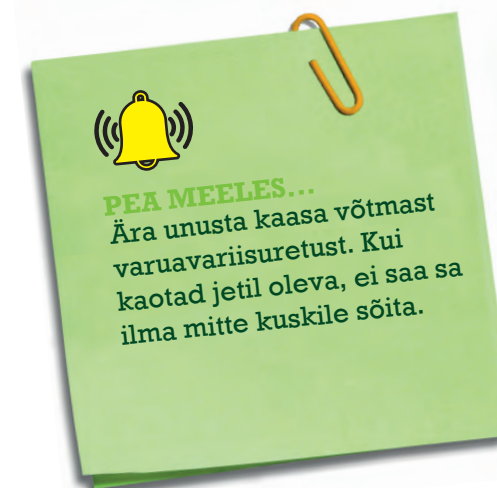 PEA MEELES...
Ära unusta kaasa võtmast
varuavariisuretust. Kui
kaotad jetil oleva, ei saa sa
ilma mitte kuskile sõita.